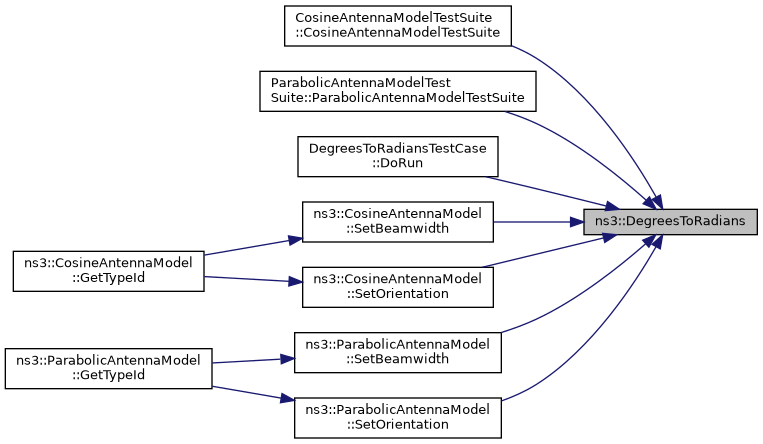 CosineAntennaModelTestSuite
::CosineAntennaModelTestSuite
ParabolicAntennaModelTest
Suite::ParabolicAntennaModelTestSuite
DegreesToRadiansTestCase
::DoRun
ns3::CosineAntennaModel
::SetBeamwidth
ns3::DegreesToRadians
ns3::CosineAntennaModel
::GetTypeId
ns3::CosineAntennaModel
::SetOrientation
ns3::ParabolicAntennaModel
::SetBeamwidth
ns3::ParabolicAntennaModel
::GetTypeId
ns3::ParabolicAntennaModel
::SetOrientation